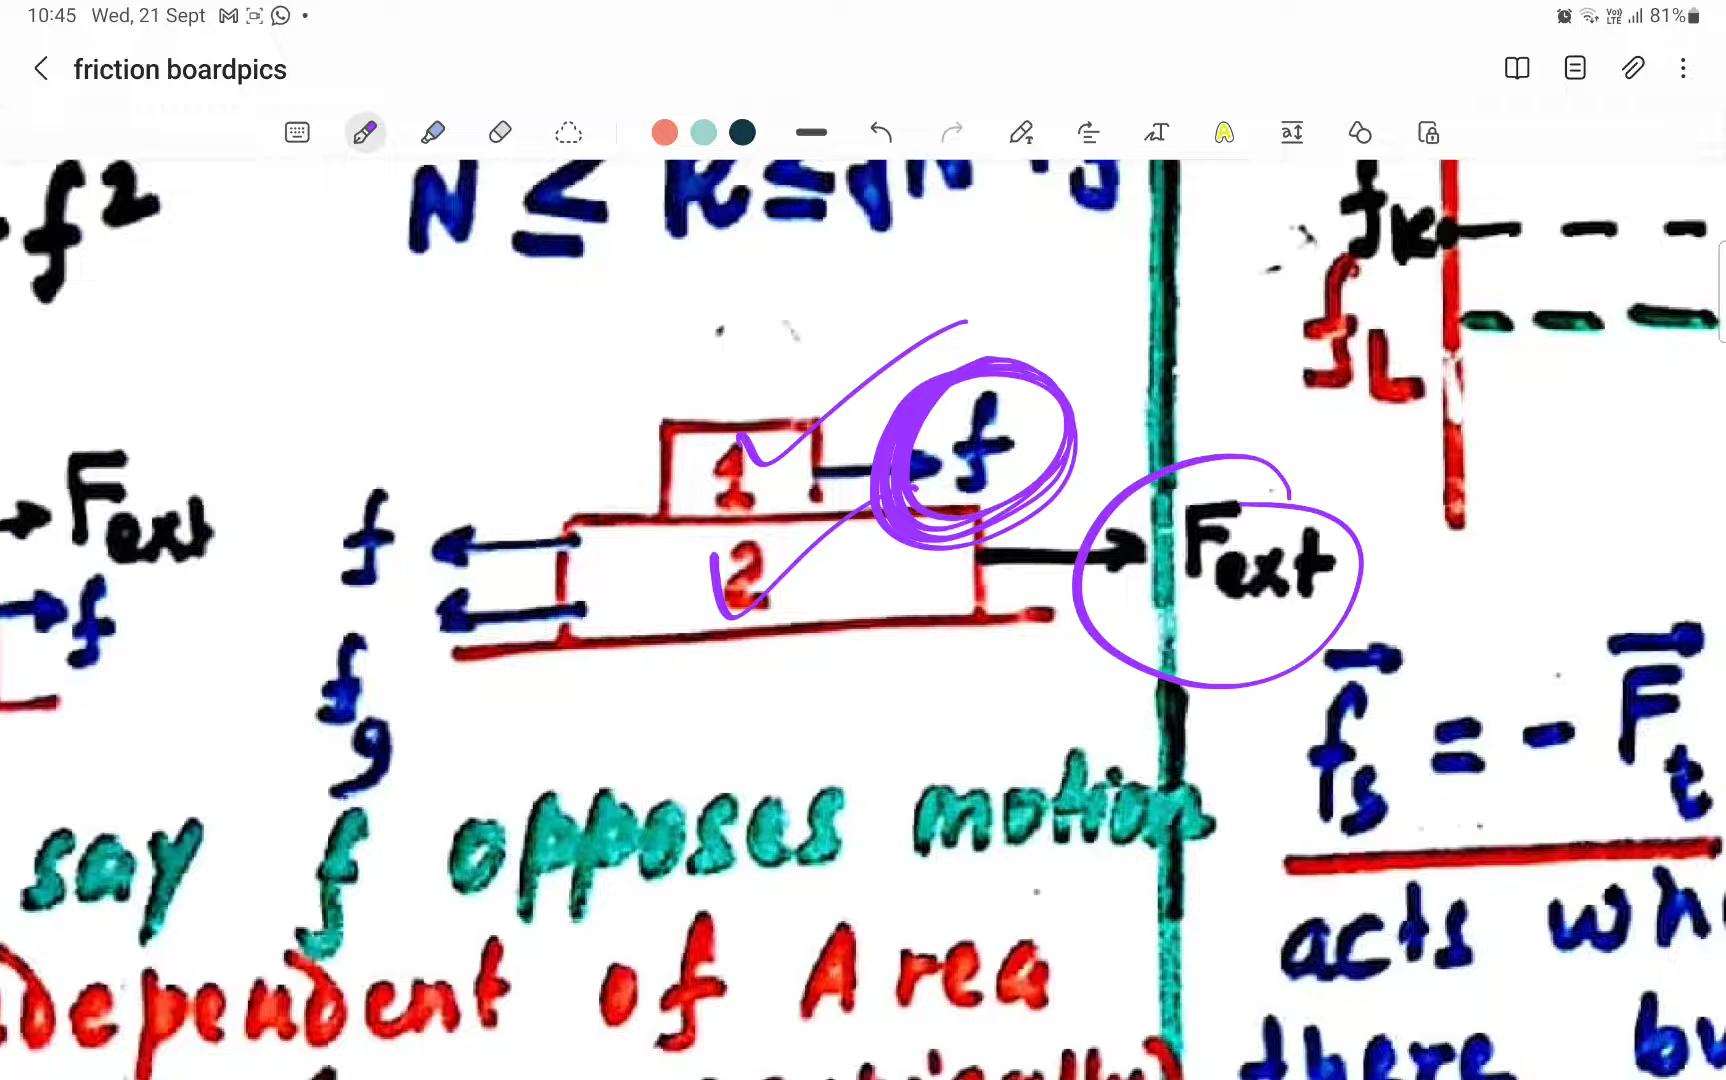 10:45 Wed, 21 Sept
81%
friction boardpics
f2
N ≤ R ≤
fk
fL
Fext
f
1
f
f
2
Fext
fg
fs = - Ft
say f opposes motion
dependent of Area
acts
there